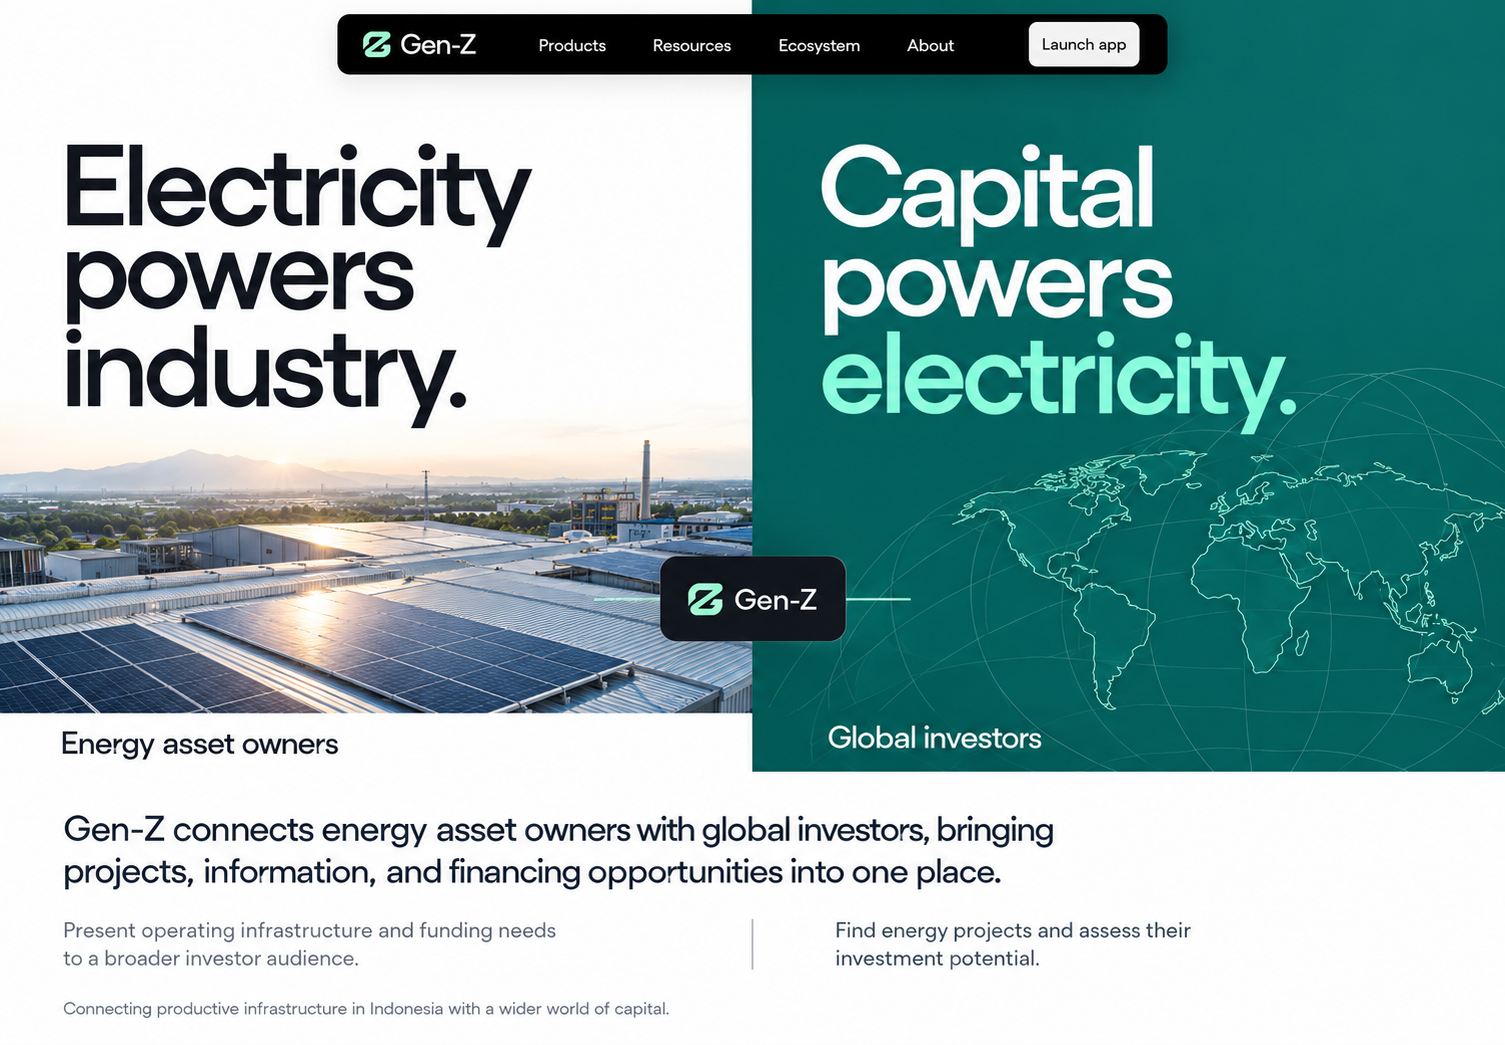 Gen-Z
Products
Resources
Ecosystem
About
Launch app
Electricity
powers
industry.
Capital
powers
electricity.
Gen-Z
Energy asset owners
Global investors
Gen-Z connects energy asset owners with global investors, bringing
projects, information, and financing opportunities into one place.
Present operating infrastructure and funding needs
to a broader investor audience.
Find energy projects and assess their
investment potential.
Connecting productive infrastructure in Indonesia with a wider world of capital.